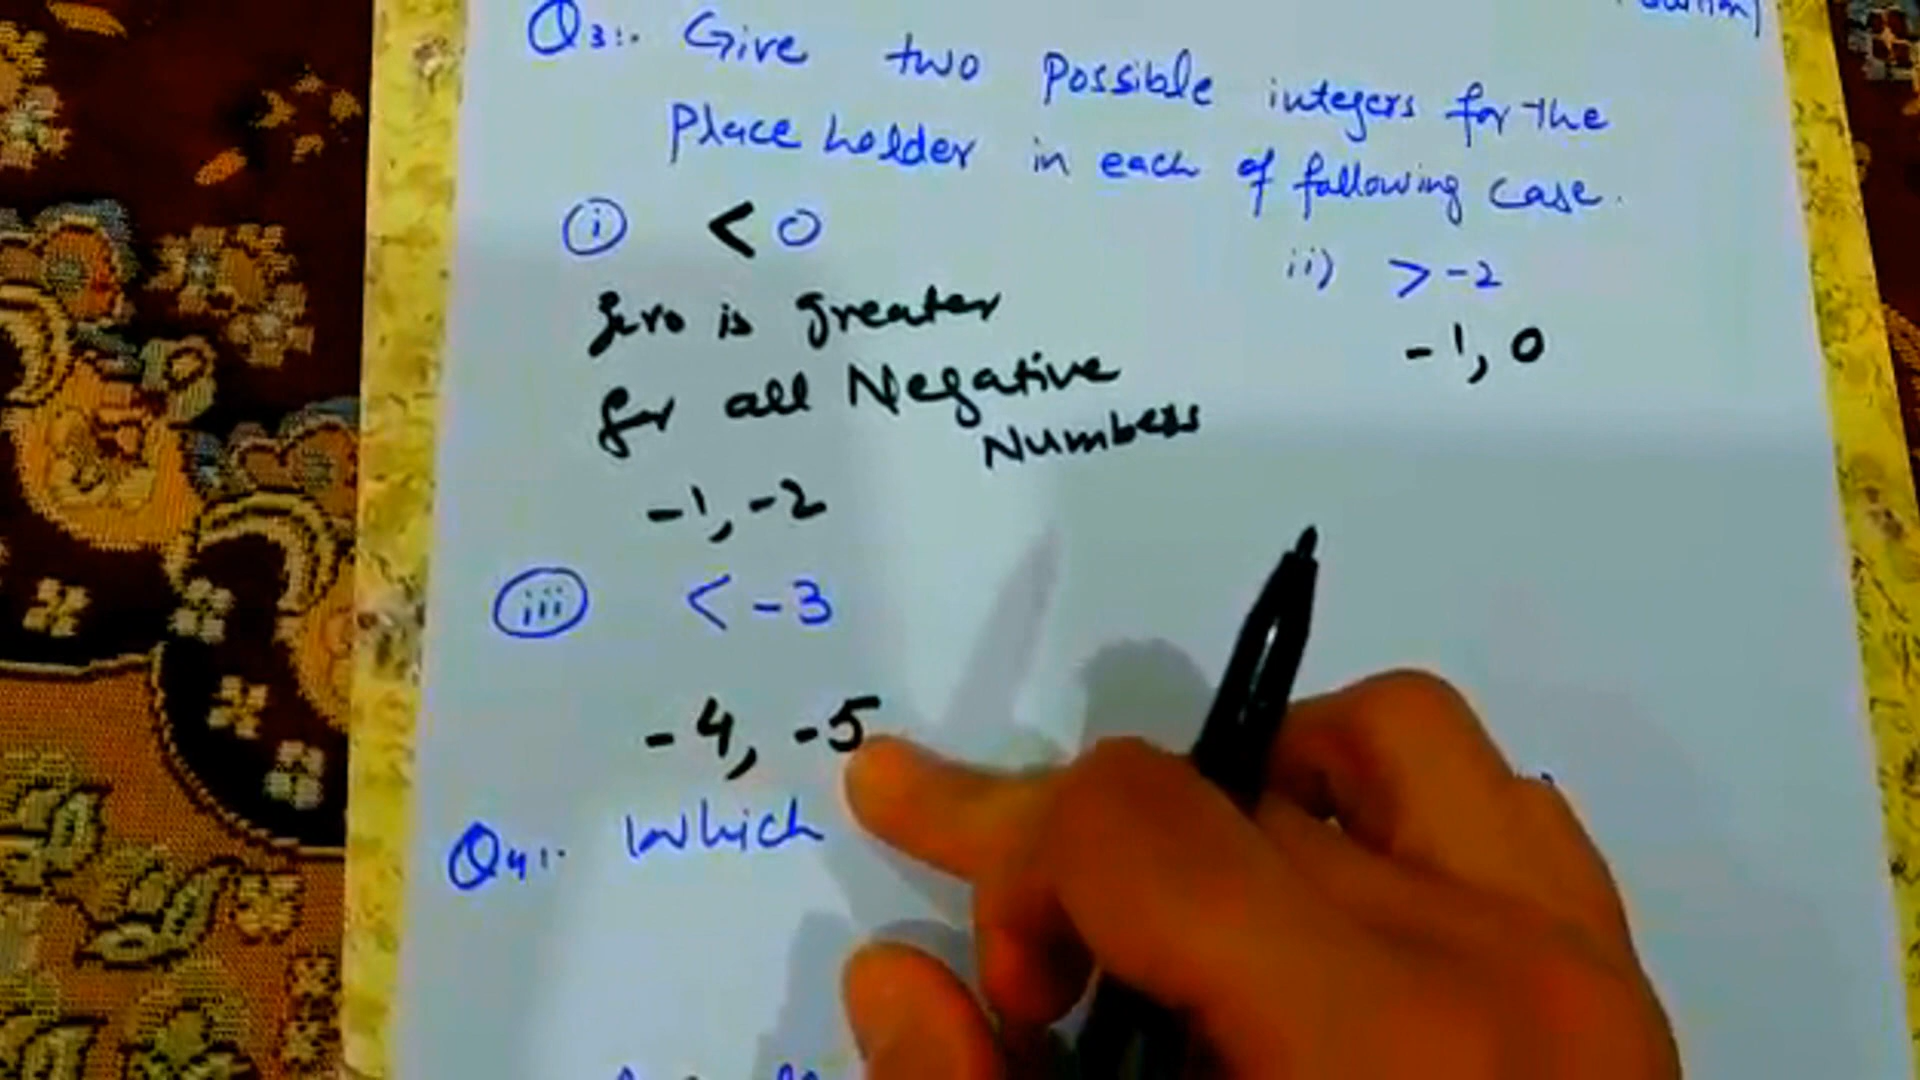 Q3:. Give two possible integers for the
Place holder in each of following case.
(i) < 0
ii) > -2
Zero is greater
for all Negative
Numbers
-1, 0
-1, -2
(iii) < -3
-4, -5
Q4:. Which